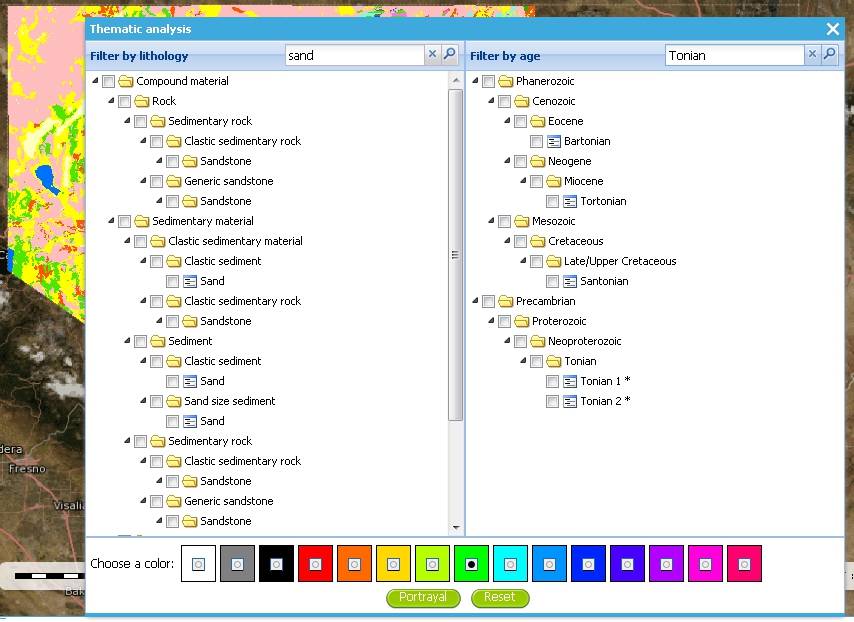 Thematic analysis
Filter by lithology
sand
Filter by age
Tonian
Compound material
Rock
Sedimentary rock
Clastic sedimentary rock
Sandstone
Generic sandstone
Sandstone
Sedimentary material
Clastic sedimentary material
Clastic sediment
Sand
Clastic sedimentary rock
Sandstone
Sediment
Clastic sediment
Sand
Sand size sediment
Sand
Sedimentary rock
Clastic sedimentary rock
Sandstone
Generic sandstone
Sandstone
Phanerozoic
Cenozoic
Eocene
Bartonian
Neogene
Miocene
Tortonian
Mesozoic
Cretaceous
Late/Upper Cretaceous
Santonian
Precambrian
Proterozoic
Neoproterozoic
Tonian
Tonian 1 *
Tonian 2 *
dera
Fresno
Visalia
Bak
Choose a color:
Portrayal
Reset